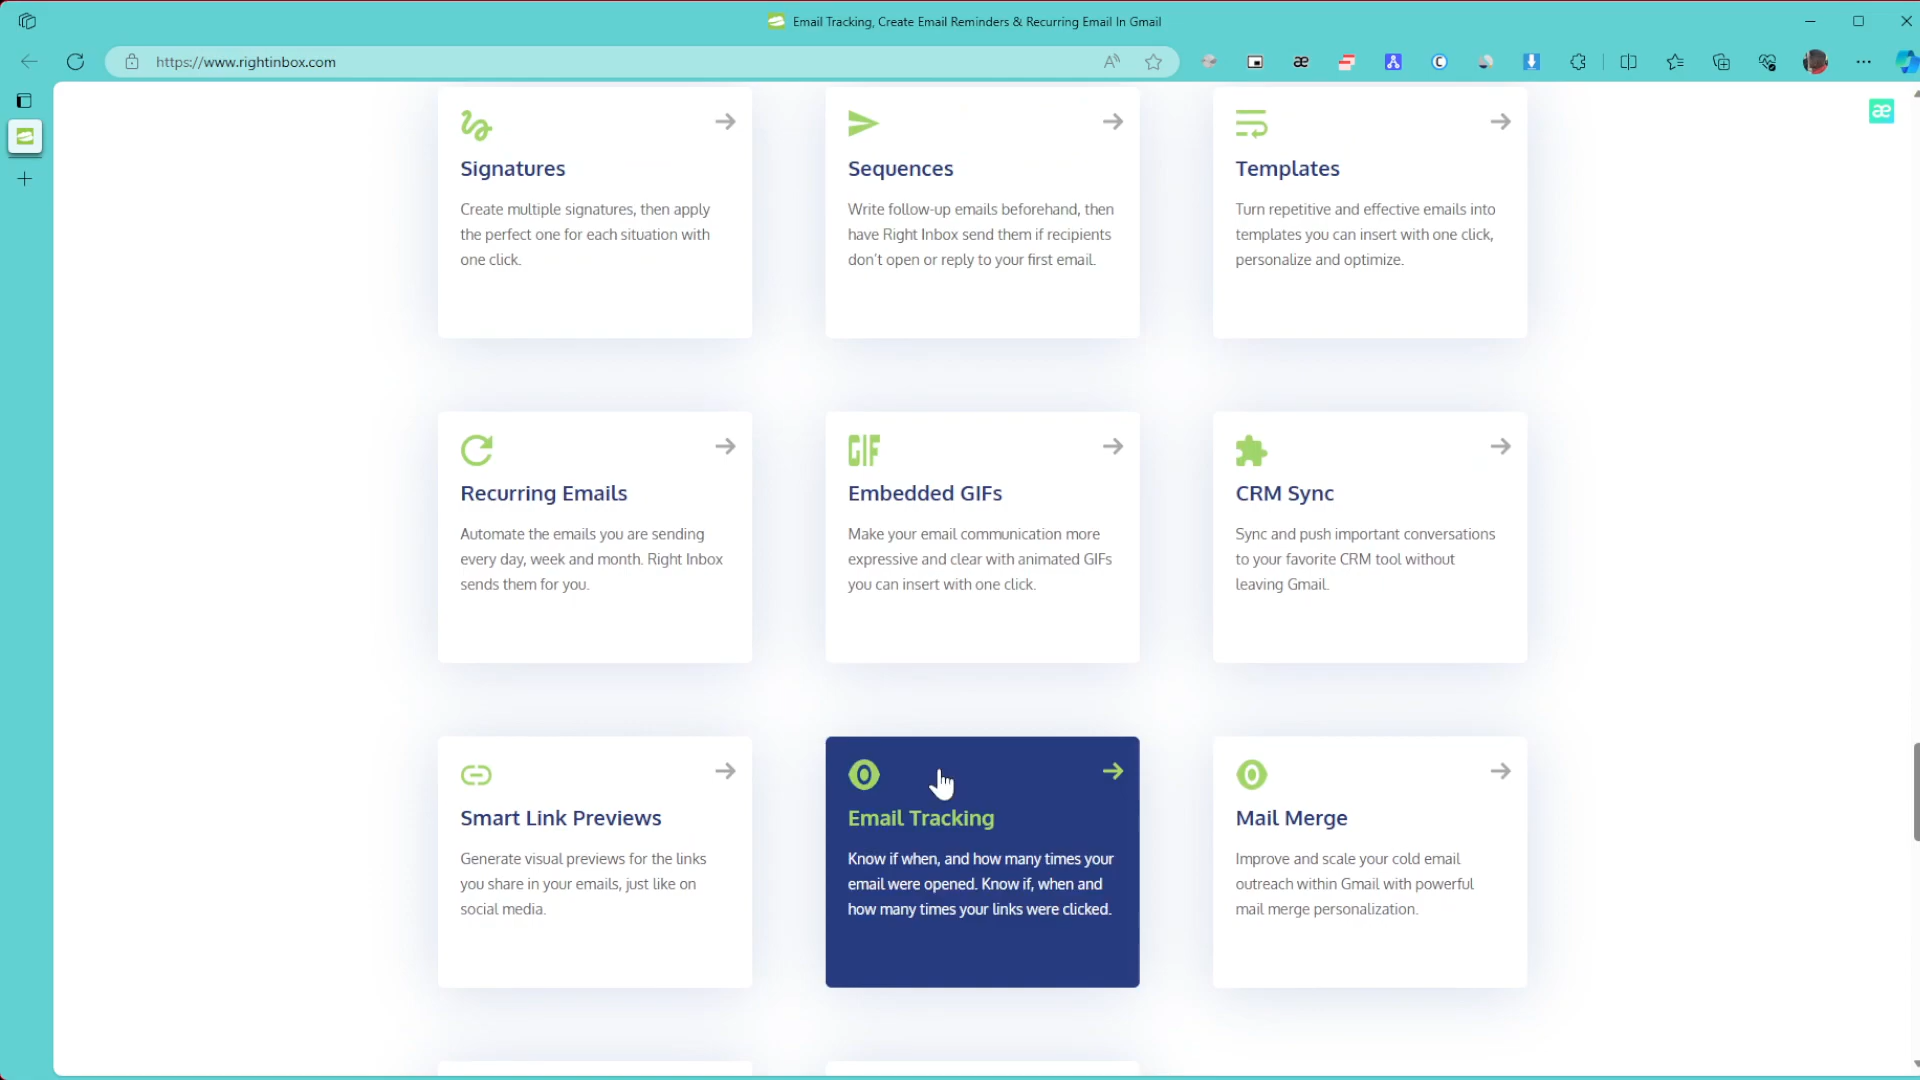 Email Tracking, Create Email Reminders & Recurring Email In Gmail
https://www.rightinbox.com
Signatures
Create multiple signatures, then apply
the perfect one for each situation with
one click.
Sequences
Write follow-up emails beforehand, then
have Right Inbox send them if recipients
don't open or reply to your first email.
Templates
Turn repetitive and effective emails into
templates you can insert with one click,
personalize and optimize.
Recurring Emails
Automate the emails you are sending
every day, week and month. Right Inbox
sends them for you.
GIF
Embedded GIFs
Make your email communication more
expressive and clear with animated GIFs
you can insert with one click.
CRM Sync
Sync and push important conversations
to your favorite CRM tool without
leaving Gmail.
Smart Link Previews
Generate visual previews for the links
you share in your emails, just like on
social media.
Email Tracking
Know if when, and how many times your
email were opened. Know if, when and
how many times your links were clicked.
Mail Merge
Improve and scale your cold email
outreach within Gmail with powerful
mail merge personalization.
æ